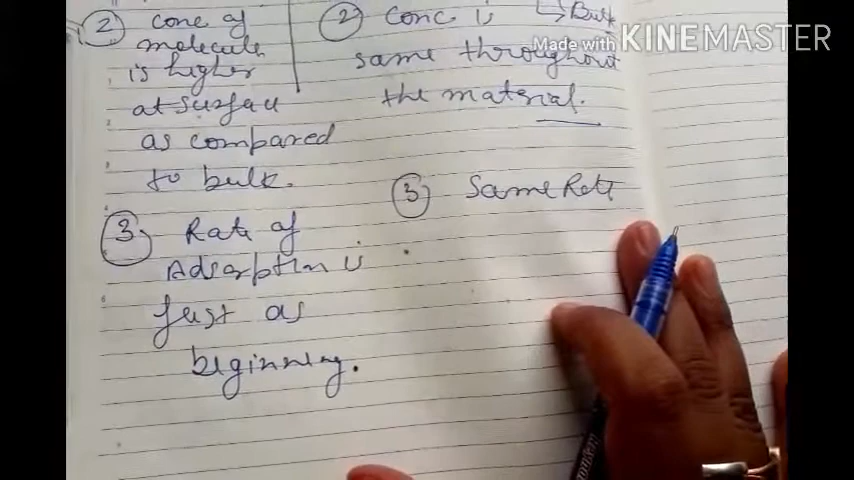 2 conc of
molecule
is higher
at surface
as compared
to bulk.
3 Rate of
Adsorption is
fast as
beginning.
2 Conc is
↳ Bulk
same throughout
the material.
3 Same Rate
Made with KINEMASTER